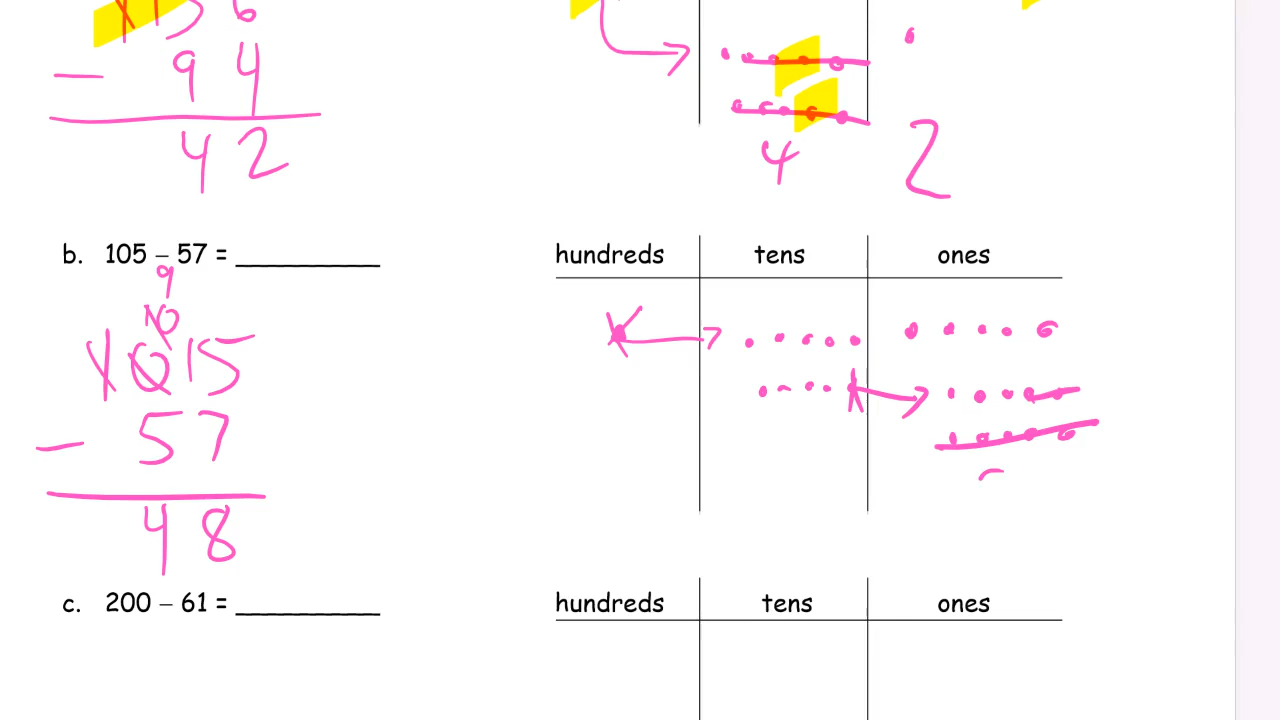 6
- 9 4
4 2
4 2
b. 105 – 57 = __________
hundreds tens ones
9
10
1 0 15
- 5 7
4 8
c. 200 – 61 = __________
hundreds tens ones